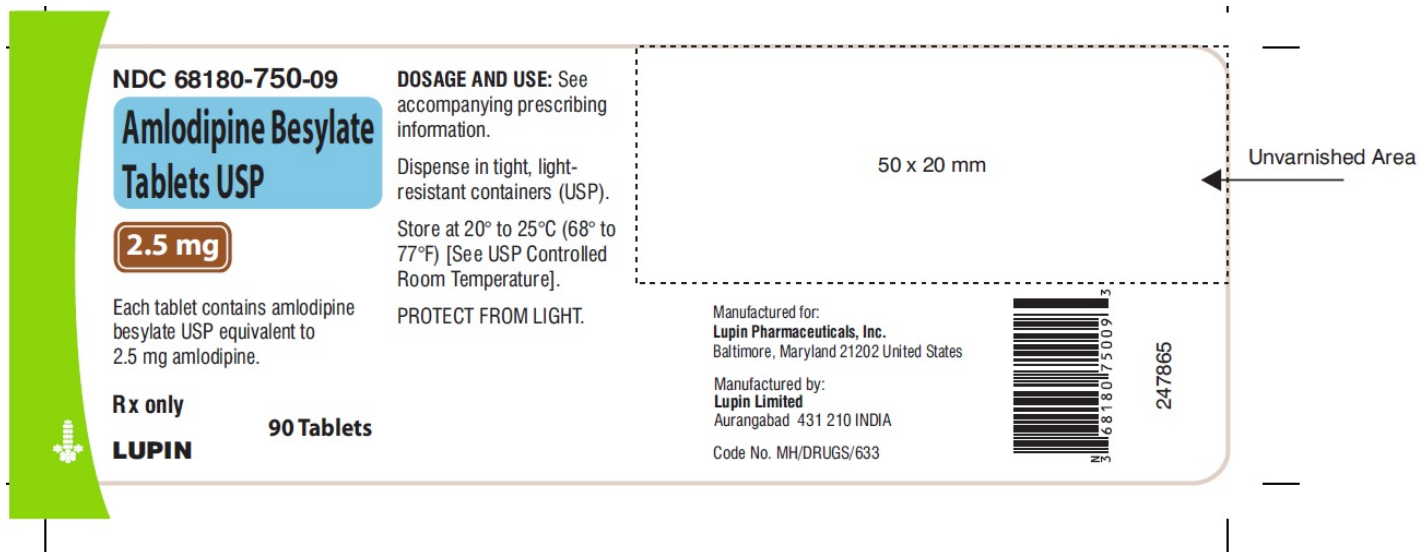 NDC 68180-750-09
Amlodipine Besylate
Tablets USP
2.5 mg
Each tablet contains amlodipine
besylate USP equivalent to
2.5 mg amlodipine.
Rx only
90 Tablets
LUPIN
DOSAGE AND USE: See
accompanying prescribing
information.
Dispense in tight, light-
resistant containers (USP).
Store at 20° to 25°C (68° to
77°F) [See USP Controlled
Room Temperature].
PROTECT FROM LIGHT.
50 x 20 mm
Unvarnished Area
Manufactured for:
Lupin Pharmaceuticals, Inc.
Baltimore, Maryland 21202 United States
Manufactured by:
Lupin Limited
Aurangabad 431 210 INDIA
Code No. MH/DRUGS/633
N
3 68180 75009 3
247865